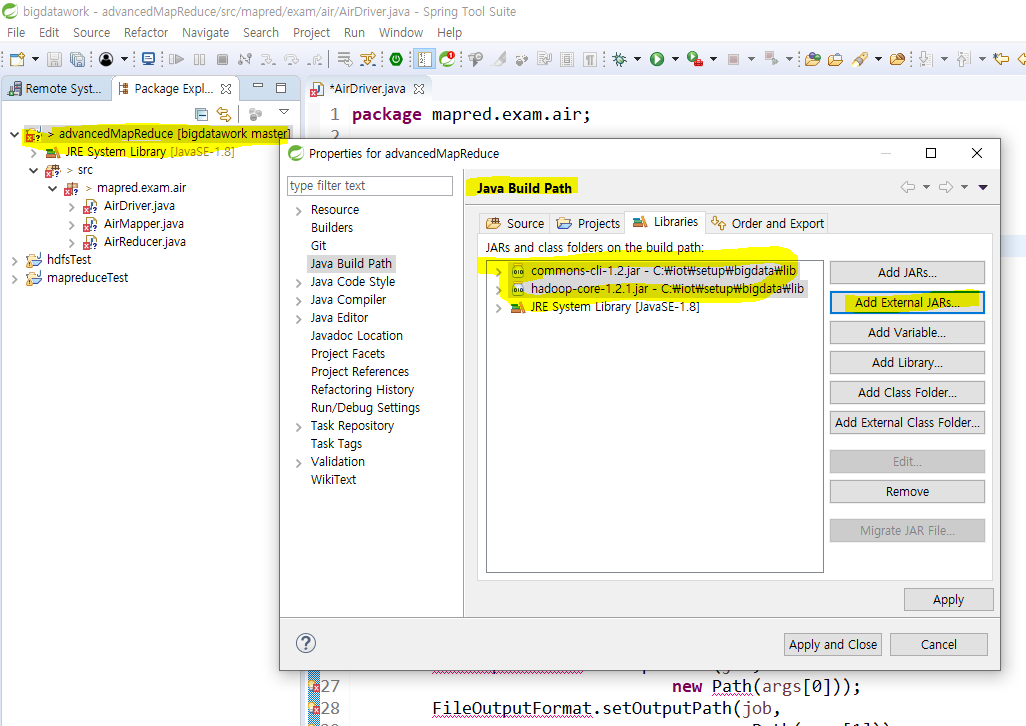 bigdatawork - advancedMapReduce/src/mapred/exam/air/AirDriver.java - Spring Tool Suite
File Edit Source Refactor Navigate Search Project Run Window Help
Remote Syst... Package Expl...
*AirDriver.java
> advancedMapReduce [bigdatawork master]
JRE System Library [JavaSE-1.8]
> src
> mapred.exam.air
AirDriver.java
AirMapper.java
AirReducer.java
hdfsTest
mapreduceTest
1 package mapred.exam.air;
2
Properties for advancedMapReduce
type filter text
Resource
Builders
Git
Java Build Path
Java Code Style
Java Compiler
Java Editor
Javadoc Location
Project Facets
Project References
Refactoring History
Run/Debug Settings
Task Repository
Task Tags
Validation
WikiText
Java Build Path
Source Projects Libraries Order and Export
JARs and class folders on the build path:
commons-cli-1.2.jar - C:₩iot₩setup₩bigdata₩lib
hadoop-core-1.2.1.jar - C:₩iot₩setup₩bigdata₩lib
JRE System Library [JavaSE-1.8]
Add JARs...
Add External JARs...
Add Variable...
Add Library...
Add Class Folder...
Add External Class Folder...
Edit...
Remove
Migrate JAR File...
Apply
Apply and Close Cancel
27 new Path(args[0]));
28 FileOutputFormat.setOutputPath(job,